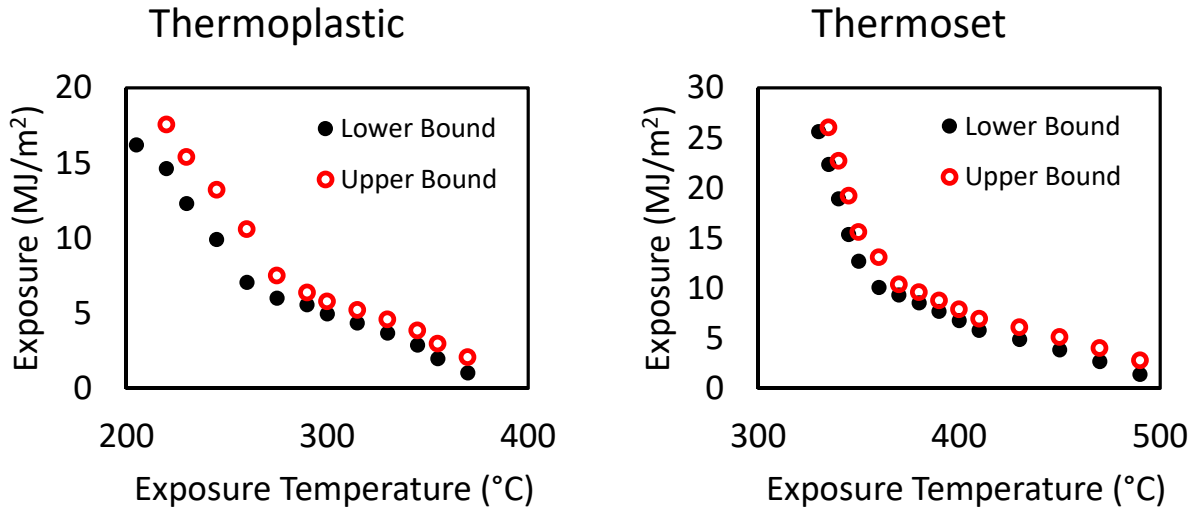 Thermoplastic
20
15
10
5
0
Exposure (MJ/m²)
Lower Bound
Upper Bound
200
300
400
Exposure Temperature (°C)
Thermoset
30
25
20
15
10
5
0
Exposure (MJ/m²)
Lower Bound
Upper Bound
300
400
500
Exposure Temperature (°C)